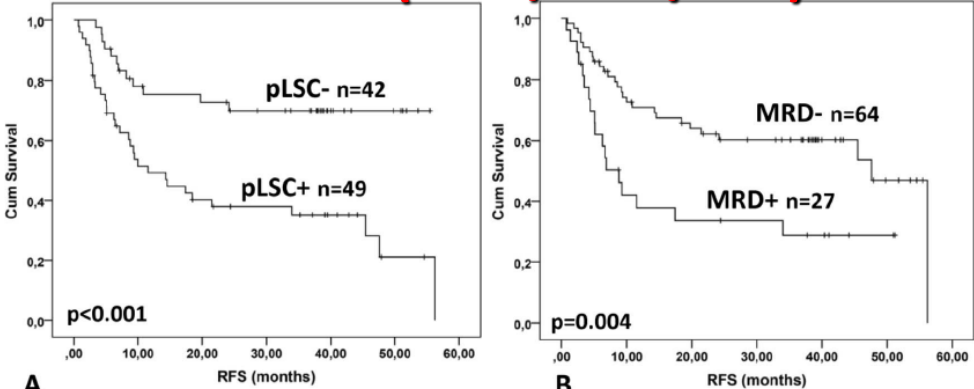 1,0
0,8
0,6
0,4
0,2
0,0
Cum Survival
pLSC- n=42
pLSC+ n=49
p<0.001
,00 10,00 20,00 30,00 40,00 50,00 60,00
RFS (months)
A
1,0
0,8
0,6
0,4
0,2
0,0
Cum Survival
MRD- n=64
MRD+ n=27
p=0.004
,00 10,00 20,00 30,00 40,00 50,00 60,00
RFS (months)
B